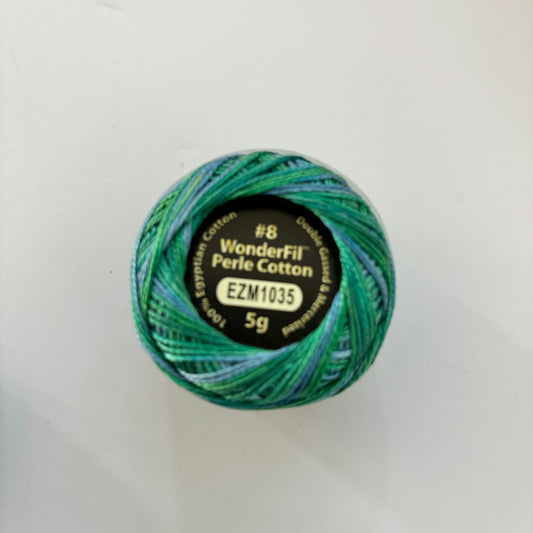 #8
WonderFil™
Perle Cotton
EZM1035
5g
100% Egyptian Cotton
Double Gassed & Mercerized